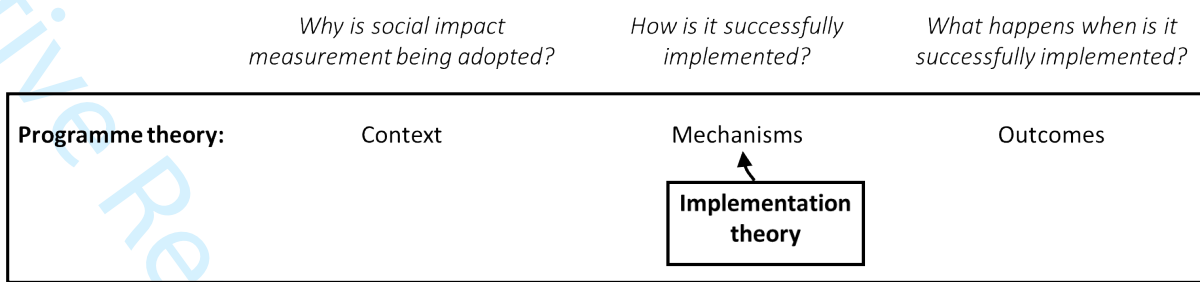 Why is social impact
measurement being adopted?
How is it successfully
implemented?
What happens when is it
successfully implemented?
Programme theory:
Context
Mechanisms
Outcomes
Implementation
theory